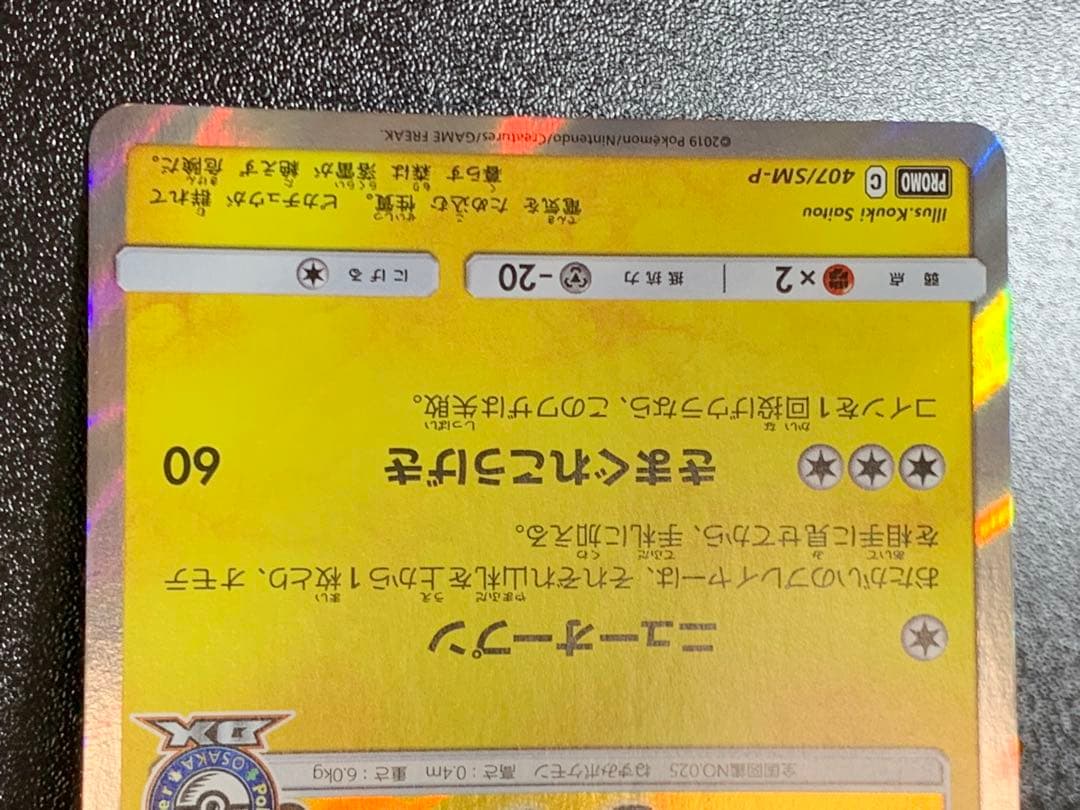 er OSAKA Po
DX
全国図鑑NO.025 ねずみポケモン 高さ：0.4m 重さ：6.0kg
ニューオープン
おたがいのプレイヤーは、それぞれ山札を上から1枚とり、オモテ
を相手に見せてから、手札に加える。
きまぐれこうげき 60
コインを1回投げウラなら、このワザは失敗。
弱点 ×2 抵抗力 -20 にげる
Illus.Kouki Saitou
PROMO C 407/SM-P
電気を ため込む 性質。 ピカチュウが 群れて
暮らす 森は 落雷が 絶えず 危険だ。
©2019 Pokémon/Nintendo/Creatures/GAME FREAK.